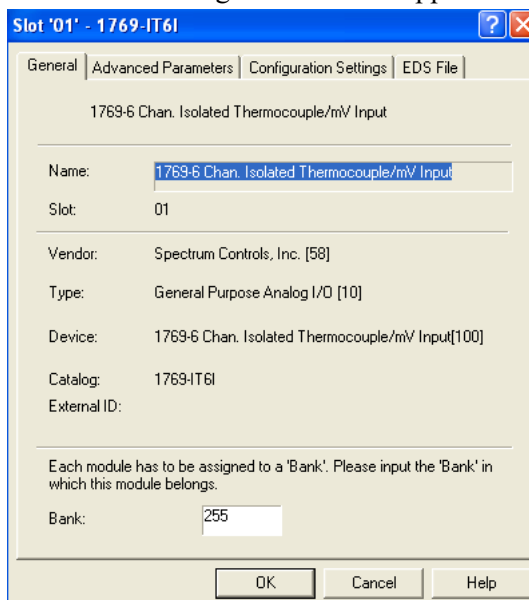 Slot '01' - 1769-IT6I
General Advanced Parameters Configuration Settings EDS File
1769-6 Chan. Isolated Thermocouple/mV Input
Name: 1769-6 Chan. Isolated Thermocouple/mV Input
Slot: 01
Vendor: Spectrum Controls, Inc. [58]
Type: General Purpose Analog I/O [10]
Device: 1769-6 Chan. Isolated Thermocouple/mV Input[100]
Catalog: 1769-IT6I
External ID:
Each module has to be assigned to a 'Bank'. Please input the 'Bank' in
which this module belongs.
Bank: 255
OK Cancel Help